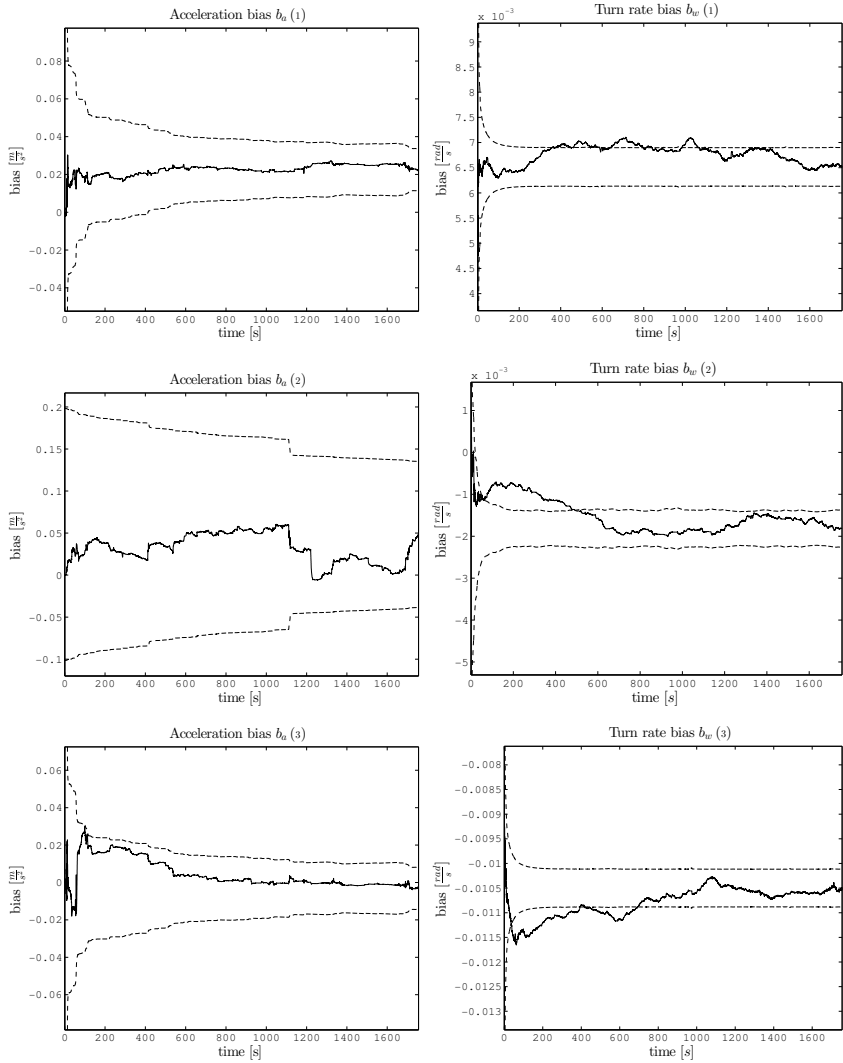 Acceleration bias b_a (1)
0.08
0.06
0.04
0.02
0
−0.02
−0.04
bias [m/s²]
0 200 400 600 800 1000 1200 1400 1600
time [s]
Turn rate bias b_w (1)
x 10⁻³
9
8.5
8
7.5
7
6.5
6
5.5
5
4.5
4
bias [rad/s]
0 200 400 600 800 1000 1200 1400 1600
time [s]
Acceleration bias b_a (2)
0.2
0.15
0.1
0.05
0
−0.05
−0.1
bias [m/s²]
0 200 400 600 800 1000 1200 1400 1600
time [s]
Turn rate bias b_w (2)
x 10⁻³
1
0
−1
−2
−3
−4
−5
bias [rad/s]
0 200 400 600 800 1000 1200 1400 1600
time [s]
Acceleration bias b_a (3)
0.06
0.04
0.02
0
−0.02
−0.04
−0.06
bias [m/s²]
0 200 400 600 800 1000 1200 1400 1600
time [s]
Turn rate bias b_w (3)
−0.008
−0.0085
−0.009
−0.0095
−0.01
−0.0105
−0.011
−0.0115
−0.012
−0.0125
−0.013
bias [rad/s]
0 200 400 600 800 1000 1200 1400 1600
time [s]